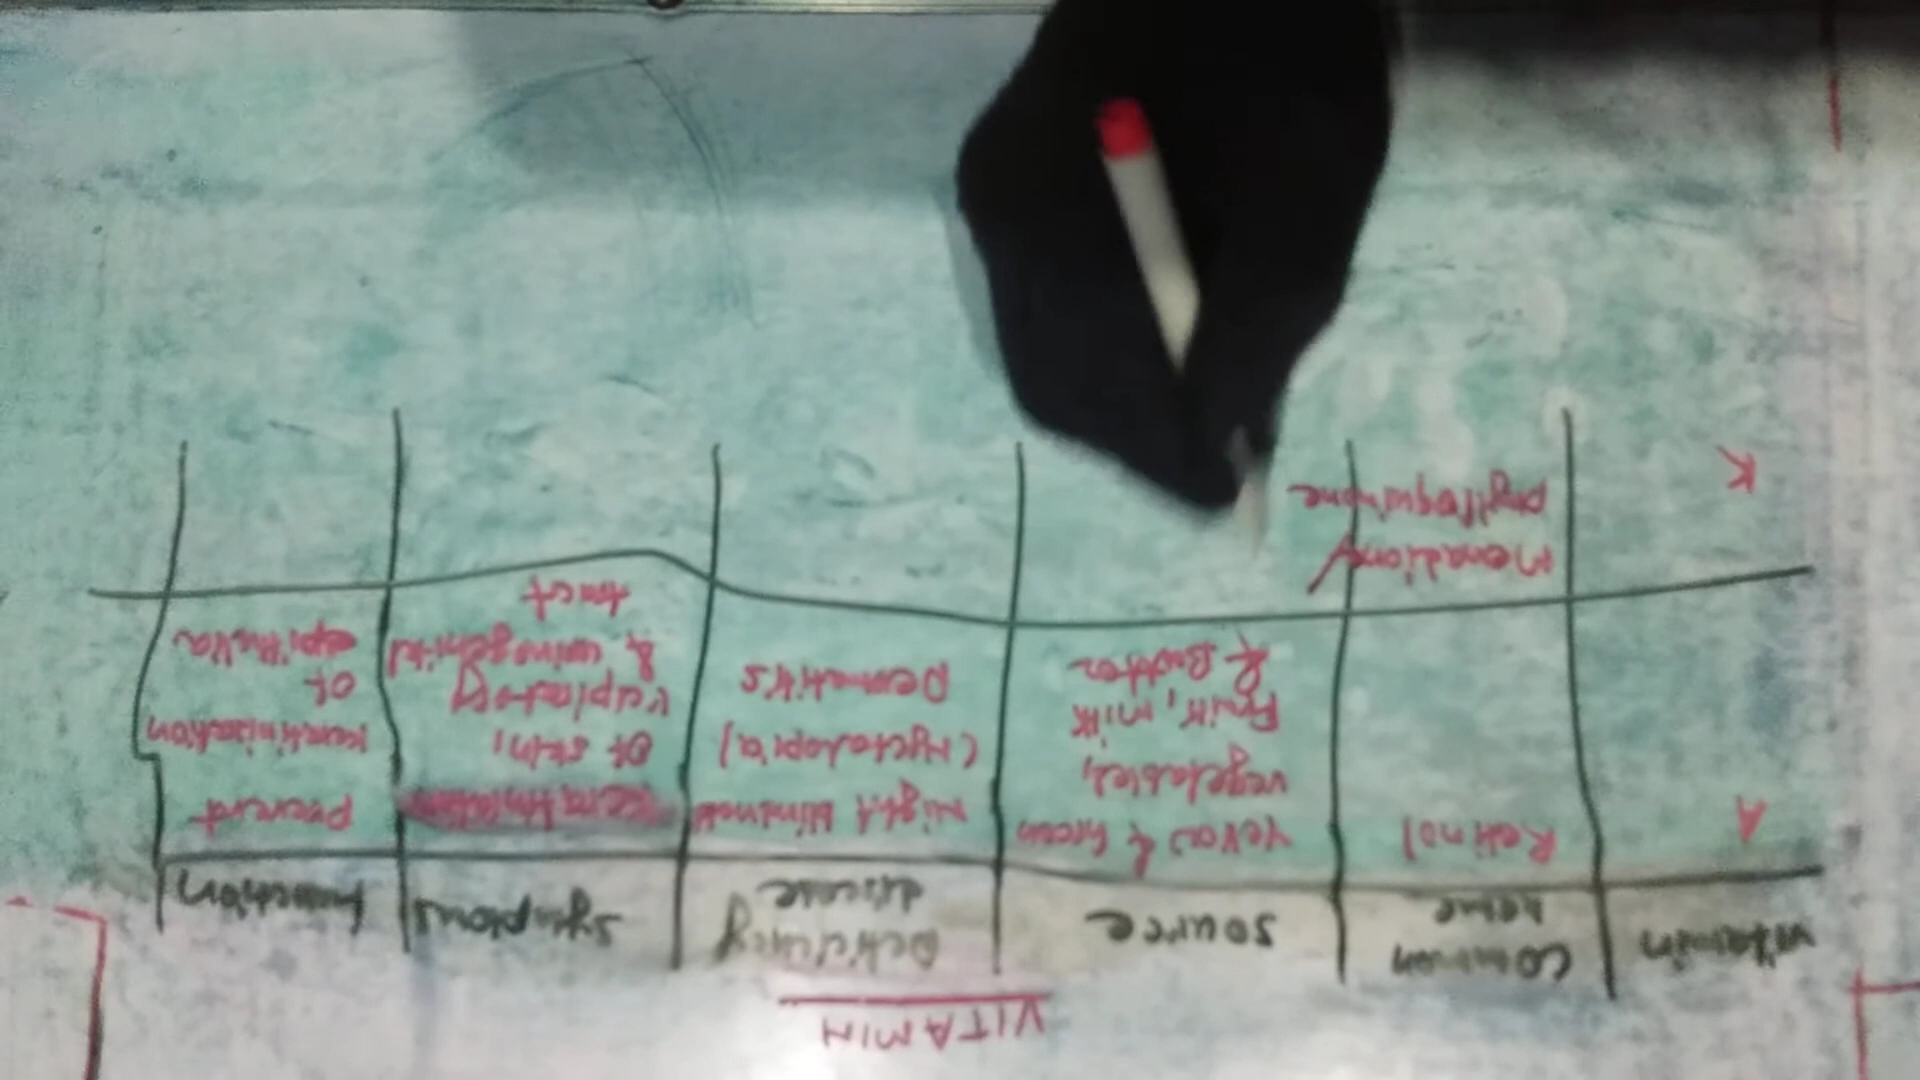 VITAMIN
Vitamin
Common
name
Source
Deficiency
disease
Symptoms
function
A
Retinol
Yellow & Green
vegetables,
Fruit, milk
& Butter
Night blindness
(Nyctalopia)
Dermatitis
of skin,
& urinogenital
tract
prevent
keratinization
of
epithelia
K
Menadione/
phylloquinone